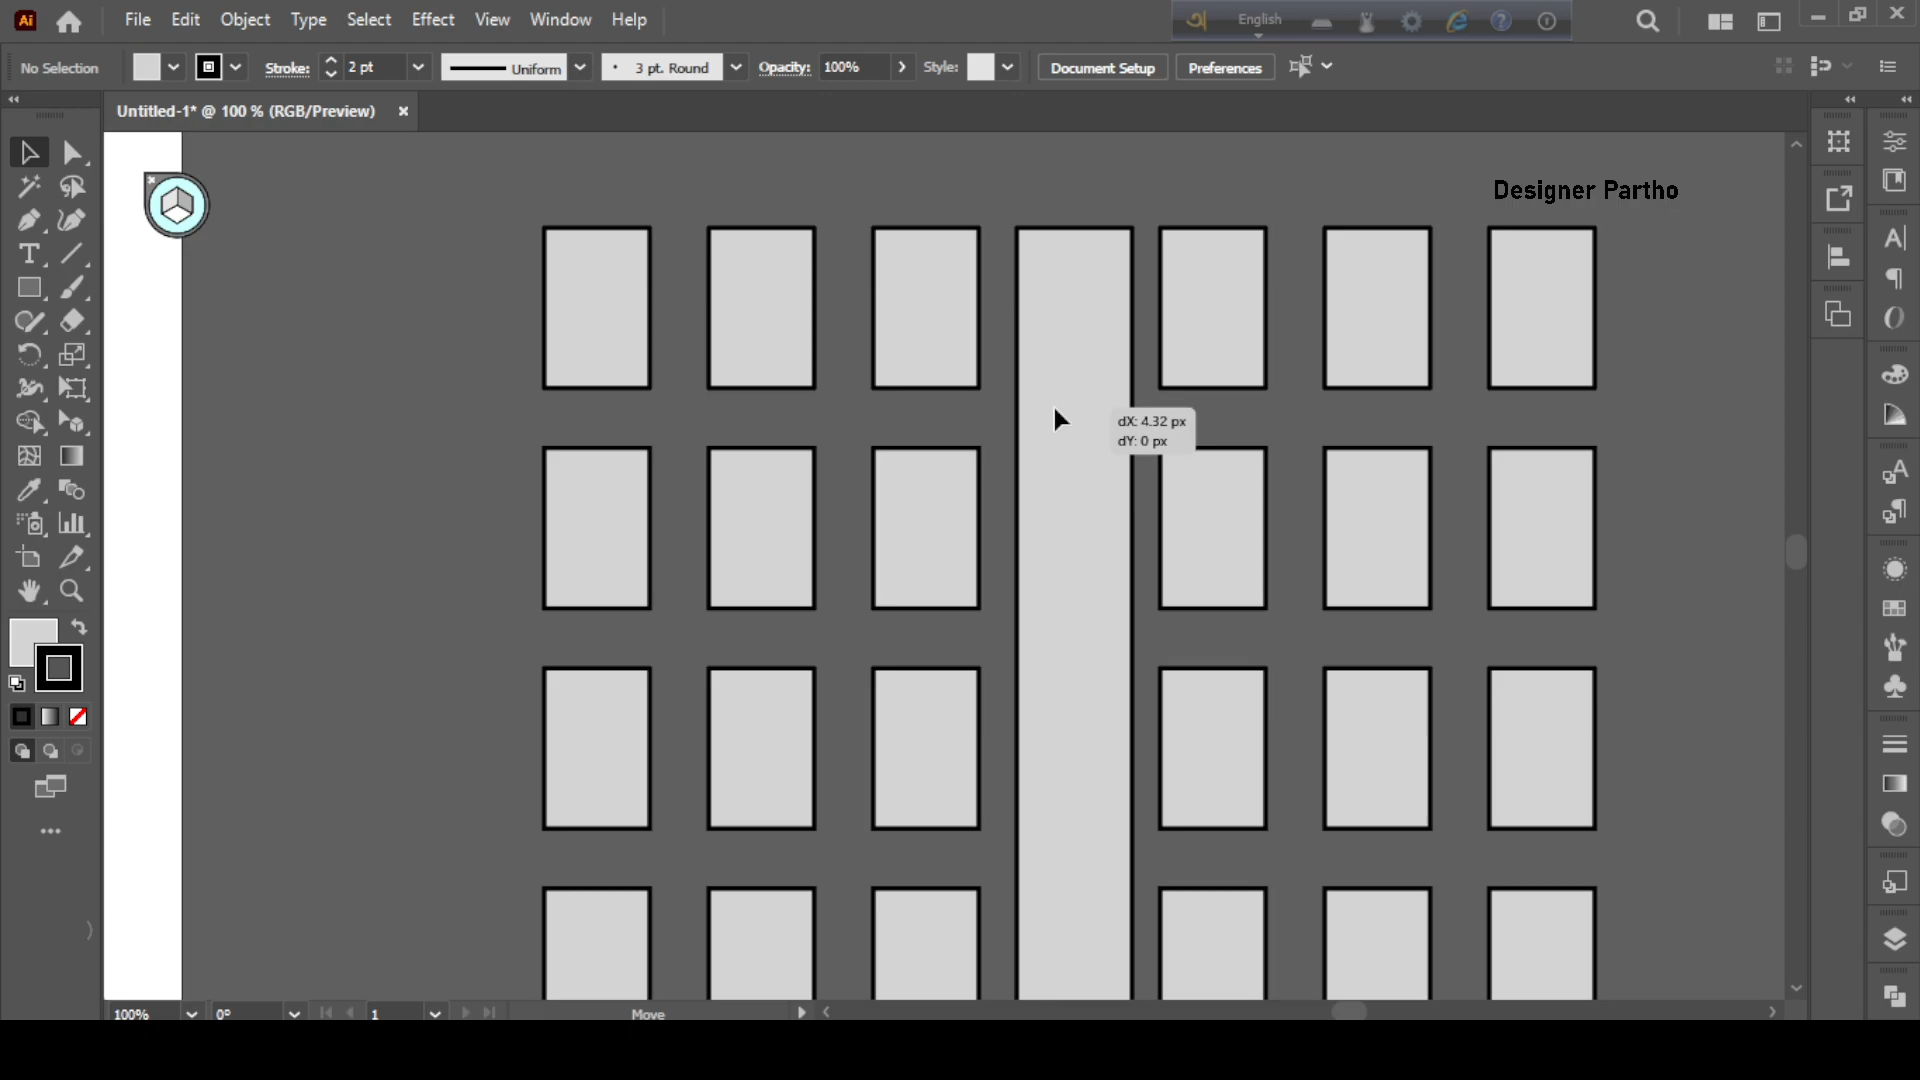 Ai File Edit Object Type Select Effect View Window Help English
No Selection Stroke: 2 pt Uniform 3 pt. Round Opacity: 100% Style: Document Setup Preferences
Untitled-1* @ 100 % (RGB/Preview)
Designer Partho
dX: 4.32 px
dY: 0 px
100% 0° 1 Move